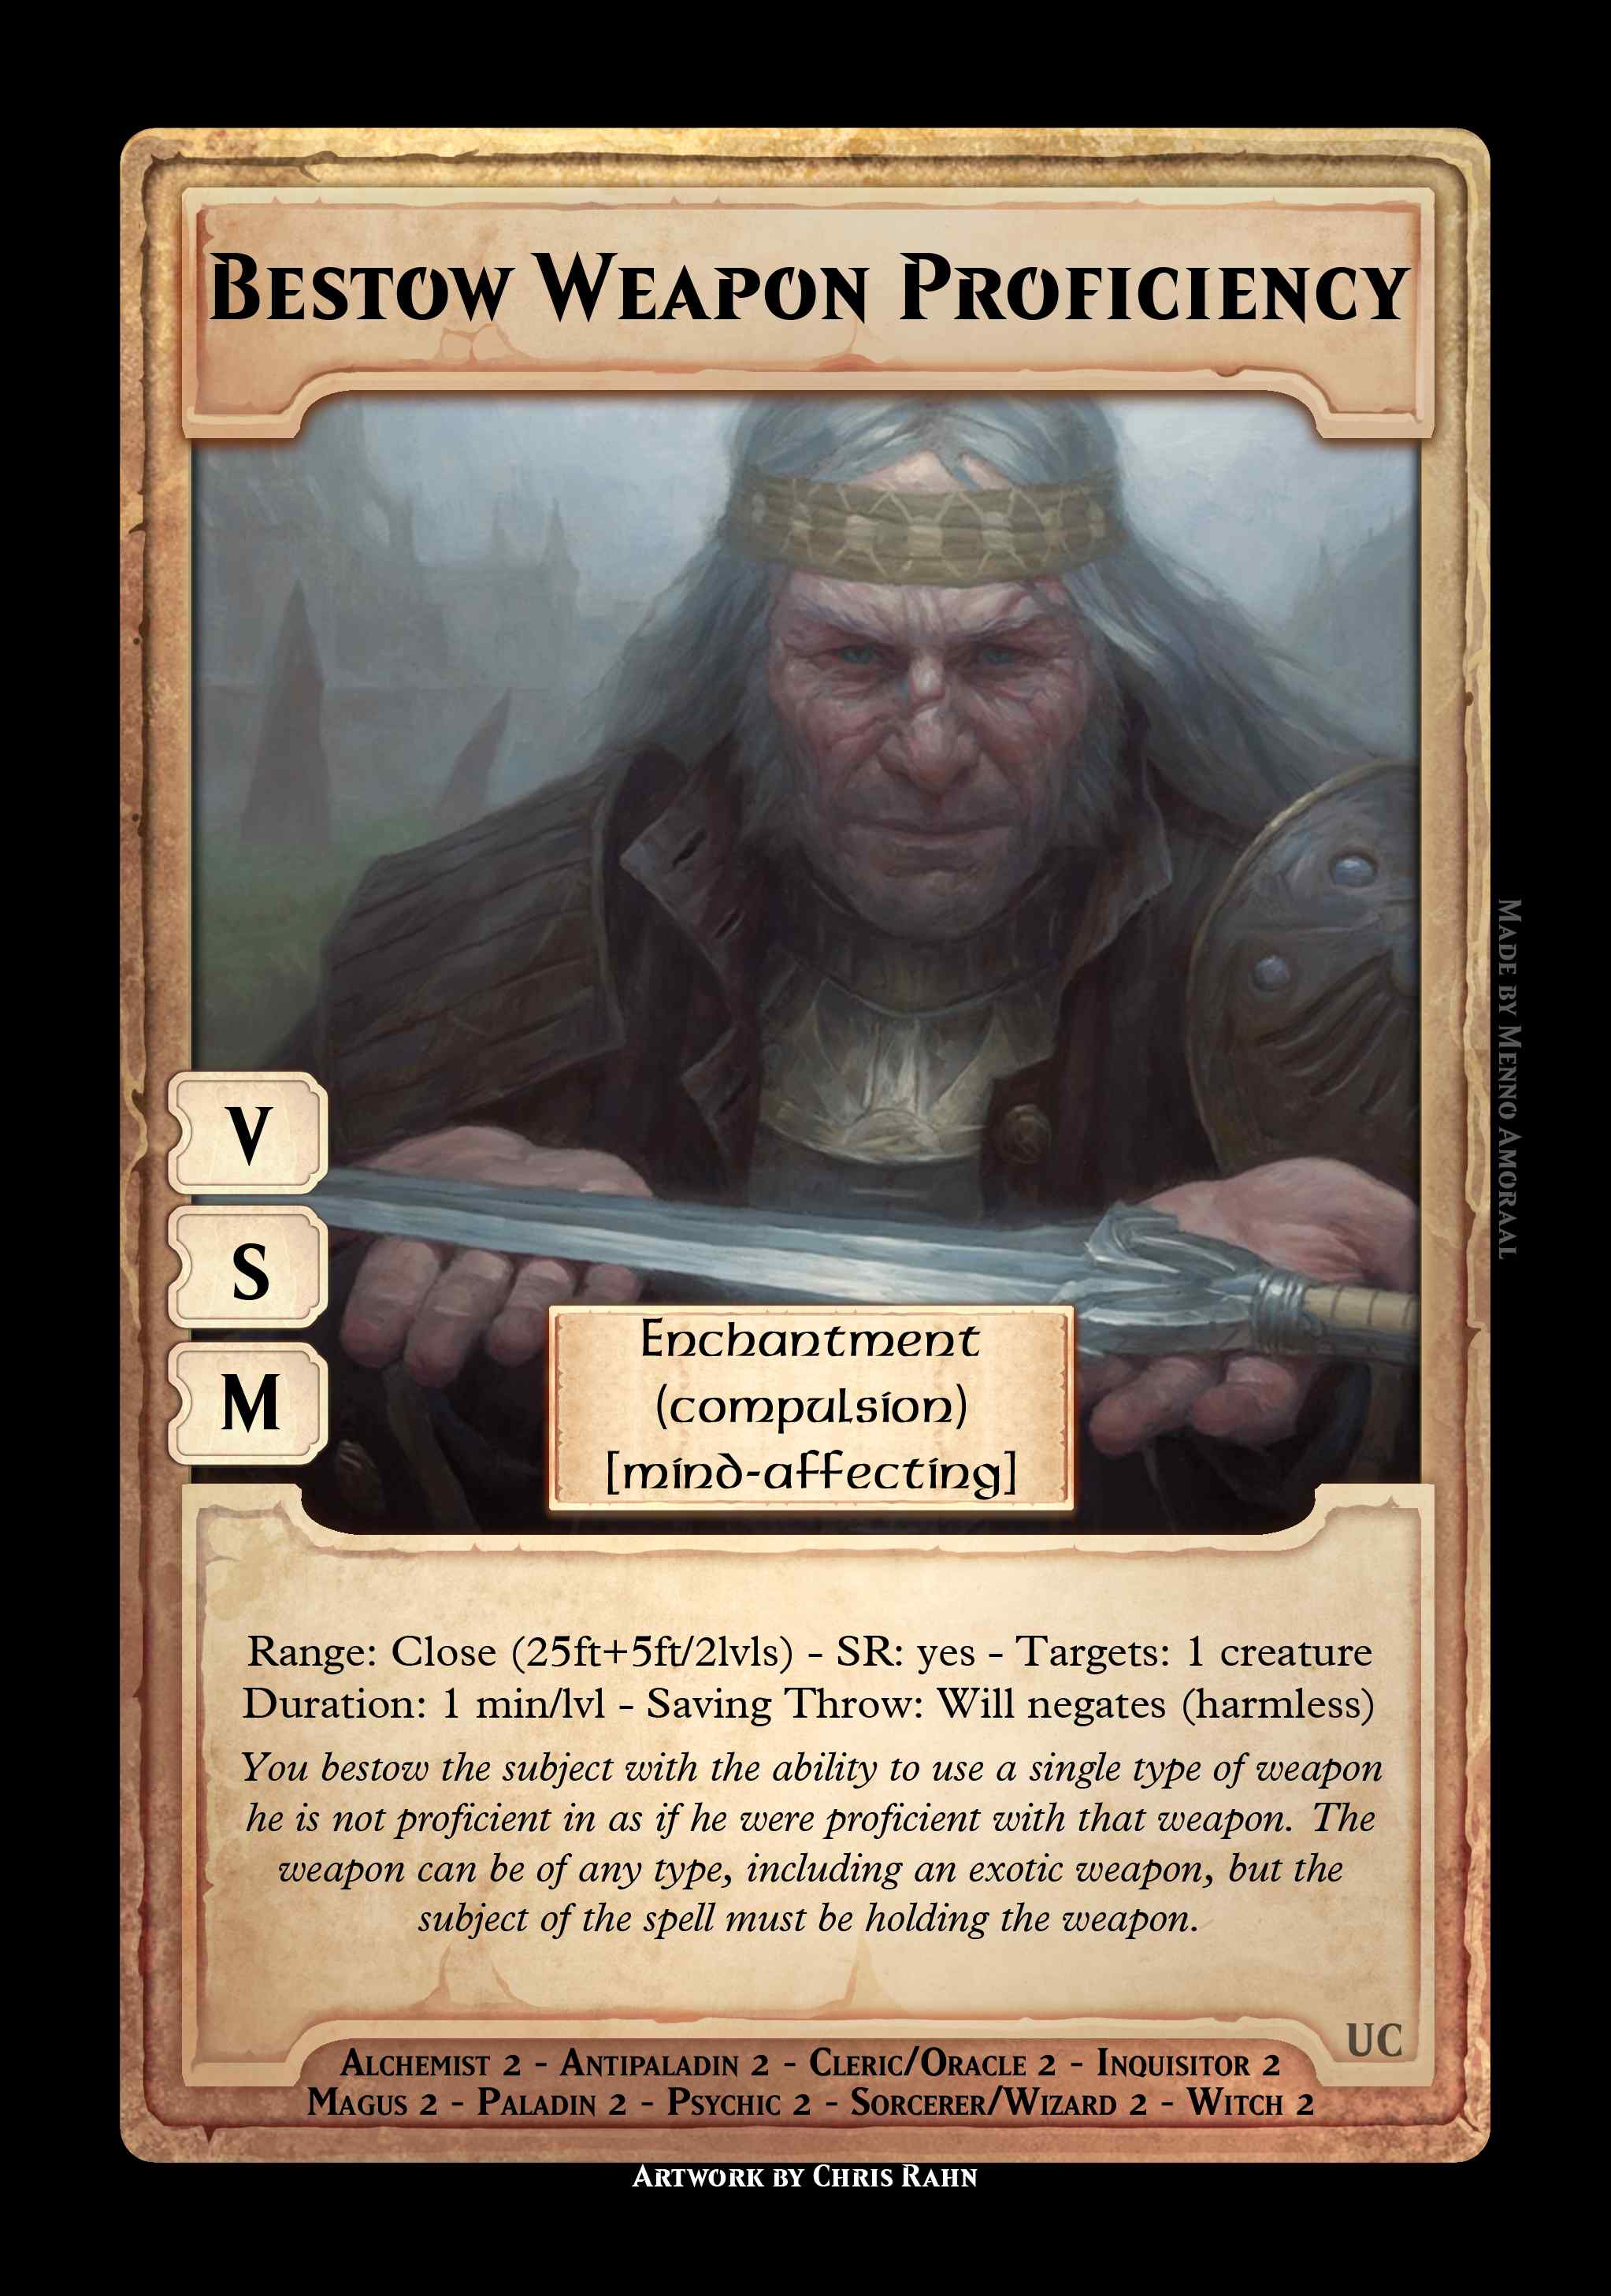 Bestow Weapon Proficiency
V
S
M
Enchantment
(compulsion)
[mind-affecting]
Range: Close (25ft+5ft/2lvls) - SR: yes - Targets: 1 creature
Duration: 1 min/lvl - Saving Throw: Will negates (harmless)
You bestow the subject with the ability to use a single type of weapon
he is not proficient in as if he were proficient with that weapon. The
weapon can be of any type, including an exotic weapon, but the
subject of the spell must be holding the weapon.
UC
Alchemist 2 - Antipaladin 2 - Cleric/Oracle 2 - Inquisitor 2
Magus 2 - Paladin 2 - Psychic 2 - Sorcerer/Wizard 2 - Witch 2
Artwork by Chris Rahn
Made by Menno Amoraal